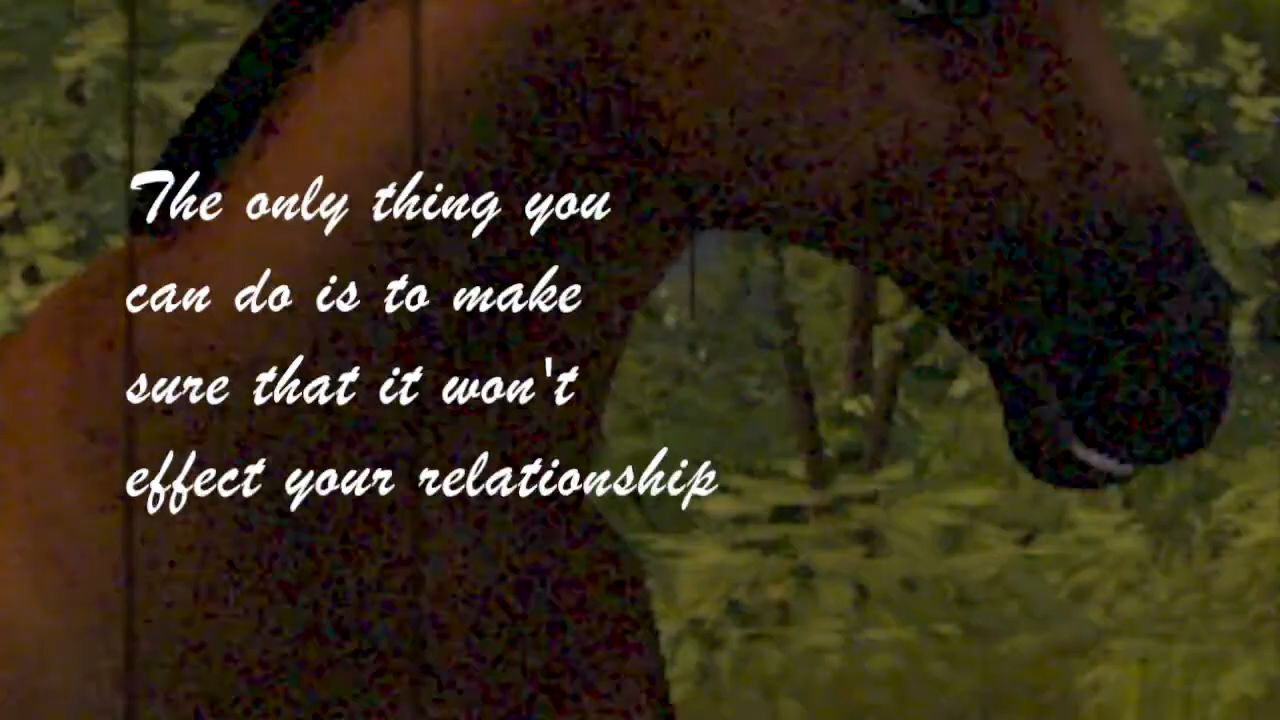 The only thing you
can do is to make
sure that it won't
effect your relationship